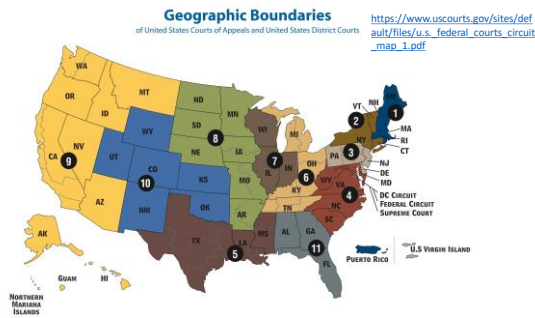 Geographic Boundaries
of United States Courts of Appeals and United States District Courts
https://www.uscourts.gov/sites/def
ault/files/u.s._federal_courts_circuit
_map_1.pdf
WA
MT
OR
ID
NV
CA
9
AZ
AK
HI
GUAM
NORTHERN
MARIANA
ISLANDS
WY
UT
CO
10
KS
NM
OK
ND
MN
SD
8
NE
IA
MO
AR
WI
7
IL
IN
MI
OH
6
KY
TN
TX
LA
MS
5
AL
GA
11
FL
WV
VA
4
NC
SC
PA
3
NY
2
VT
NH
ME
1
MA
RI
CT
NJ
DE
MD
DC CIRCUIT
FEDERAL CIRCUIT
SUPREME COURT
PUERTO RICO
U.S VIRGIN ISLAND